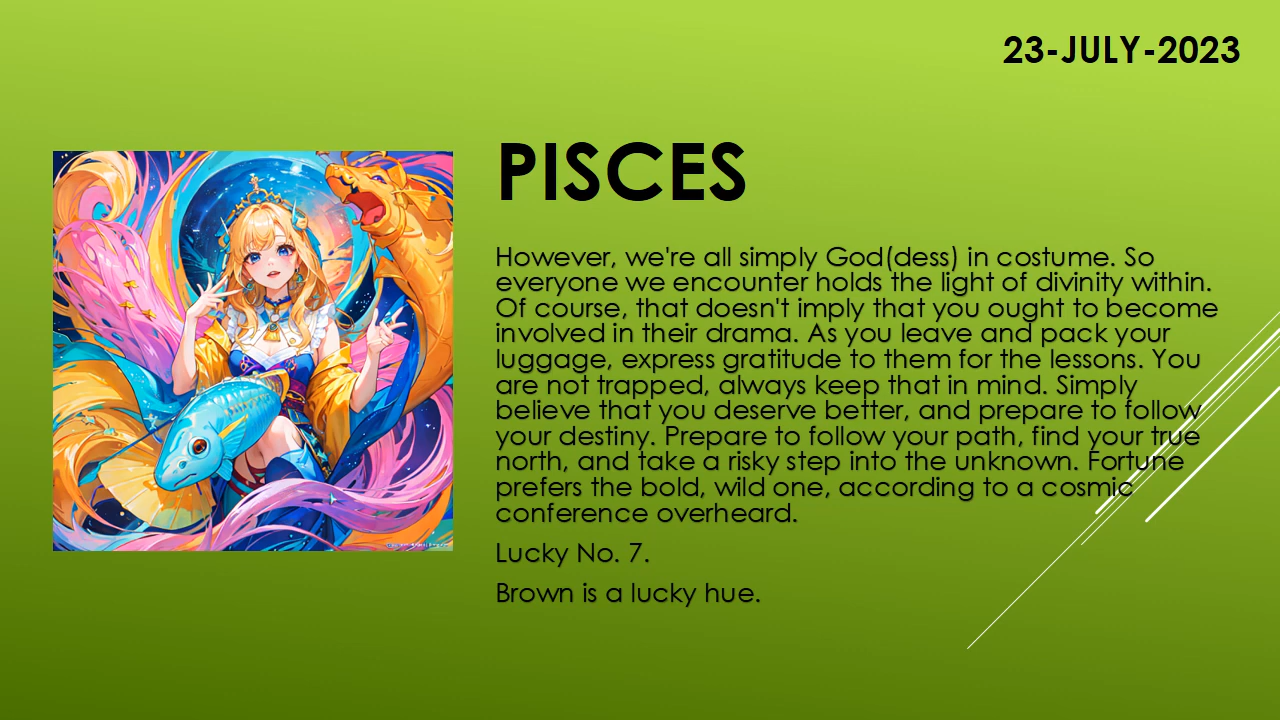 23-JULY-2023
PISCES
However, we're all simply God(dess) in costume. So
everyone we encounter holds the light of divinity within.
Of course, that doesn't imply that you ought to become
involved in their drama. As you leave and pack your
luggage, express gratitude to them for the lessons. You
are not trapped, always keep that in mind. Simply
believe that you deserve better, and prepare to follow
your destiny. Prepare to follow your path, find your true
north, and take a risky step into the unknown. Fortune
prefers the bold, wild one, according to a cosmic
conference overheard.
Lucky No. 7.
Brown is a lucky hue.